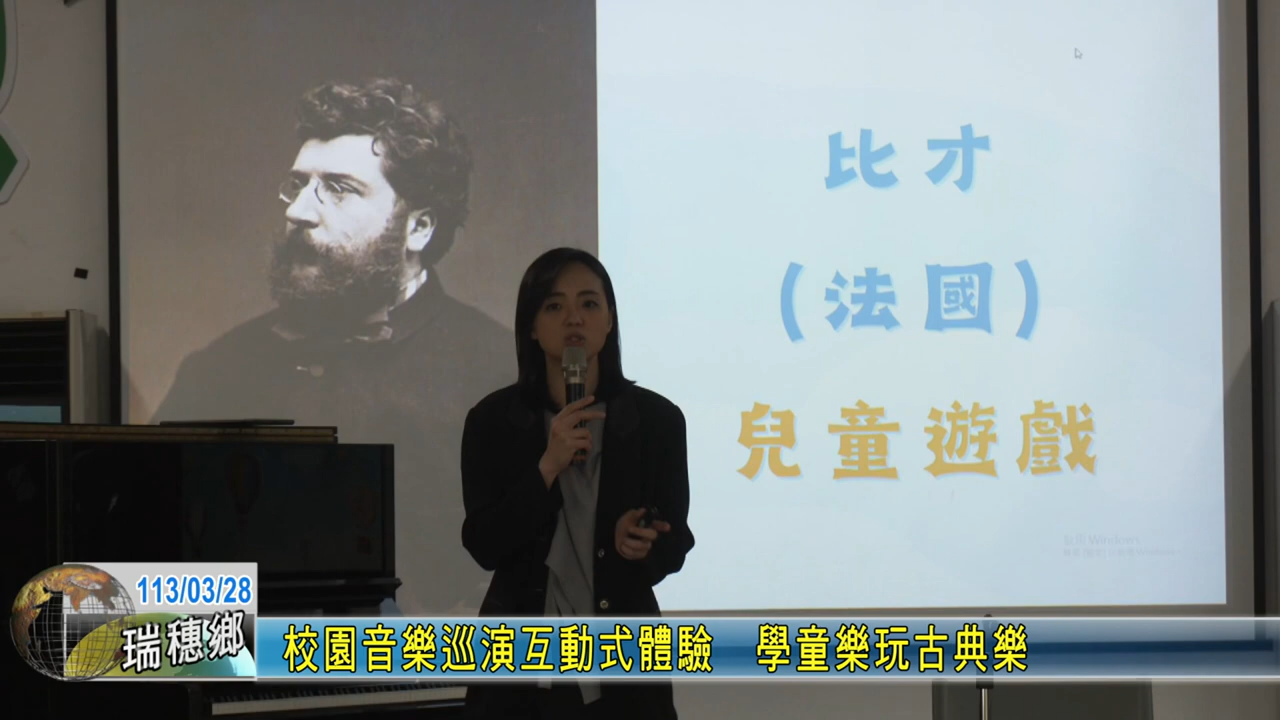 比才
(法國)
兒童遊戲
113/03/28
瑞穗鄉
校園音樂巡演互動式體驗 學童樂玩古典樂